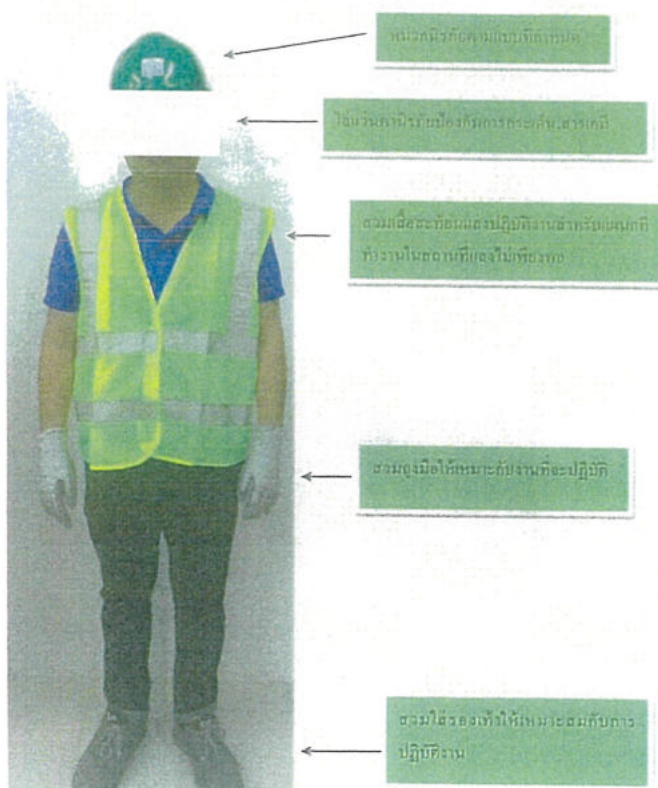 หมวกนิรภัยตามแบบที่กำหนด
ใส่แว่นตานิรภัยป้องกันการกระเด็น,สารเคมี
สวมเสื้อสะท้อนแสงปฏิบัติงานสำหรับแผนกที่
ทำงานในสถานที่แสงไม่เพียงพอ
สวมถุงมือให้เหมาะกับงานที่จะปฏิบัติ
สวมใส่รองเท้าให้เหมาะสมกับการ
ปฏิบัติงาน